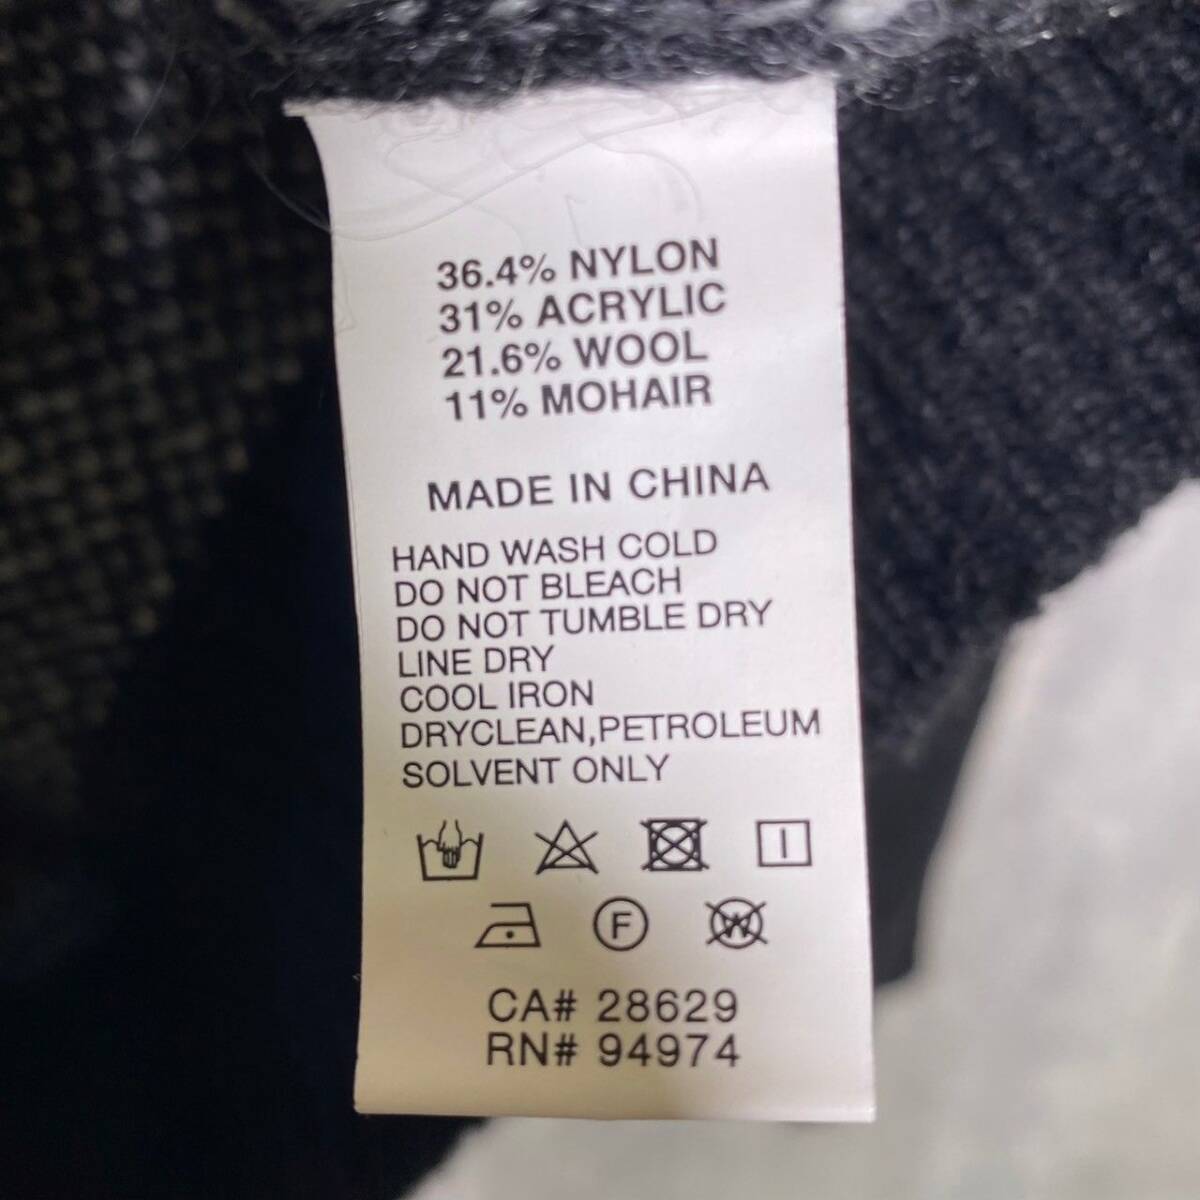 36.4% NYLON
31% ACRYLIC
21.6% WOOL
11% MOHAIR
MADE IN CHINA
HAND WASH COLD
DO NOT BLEACH
DO NOT TUMBLE DRY
LINE DRY
COOL IRON
DRYCLEAN,PETROLEUM
SOLVENT ONLY
F W
CA# 28629
RN# 94974